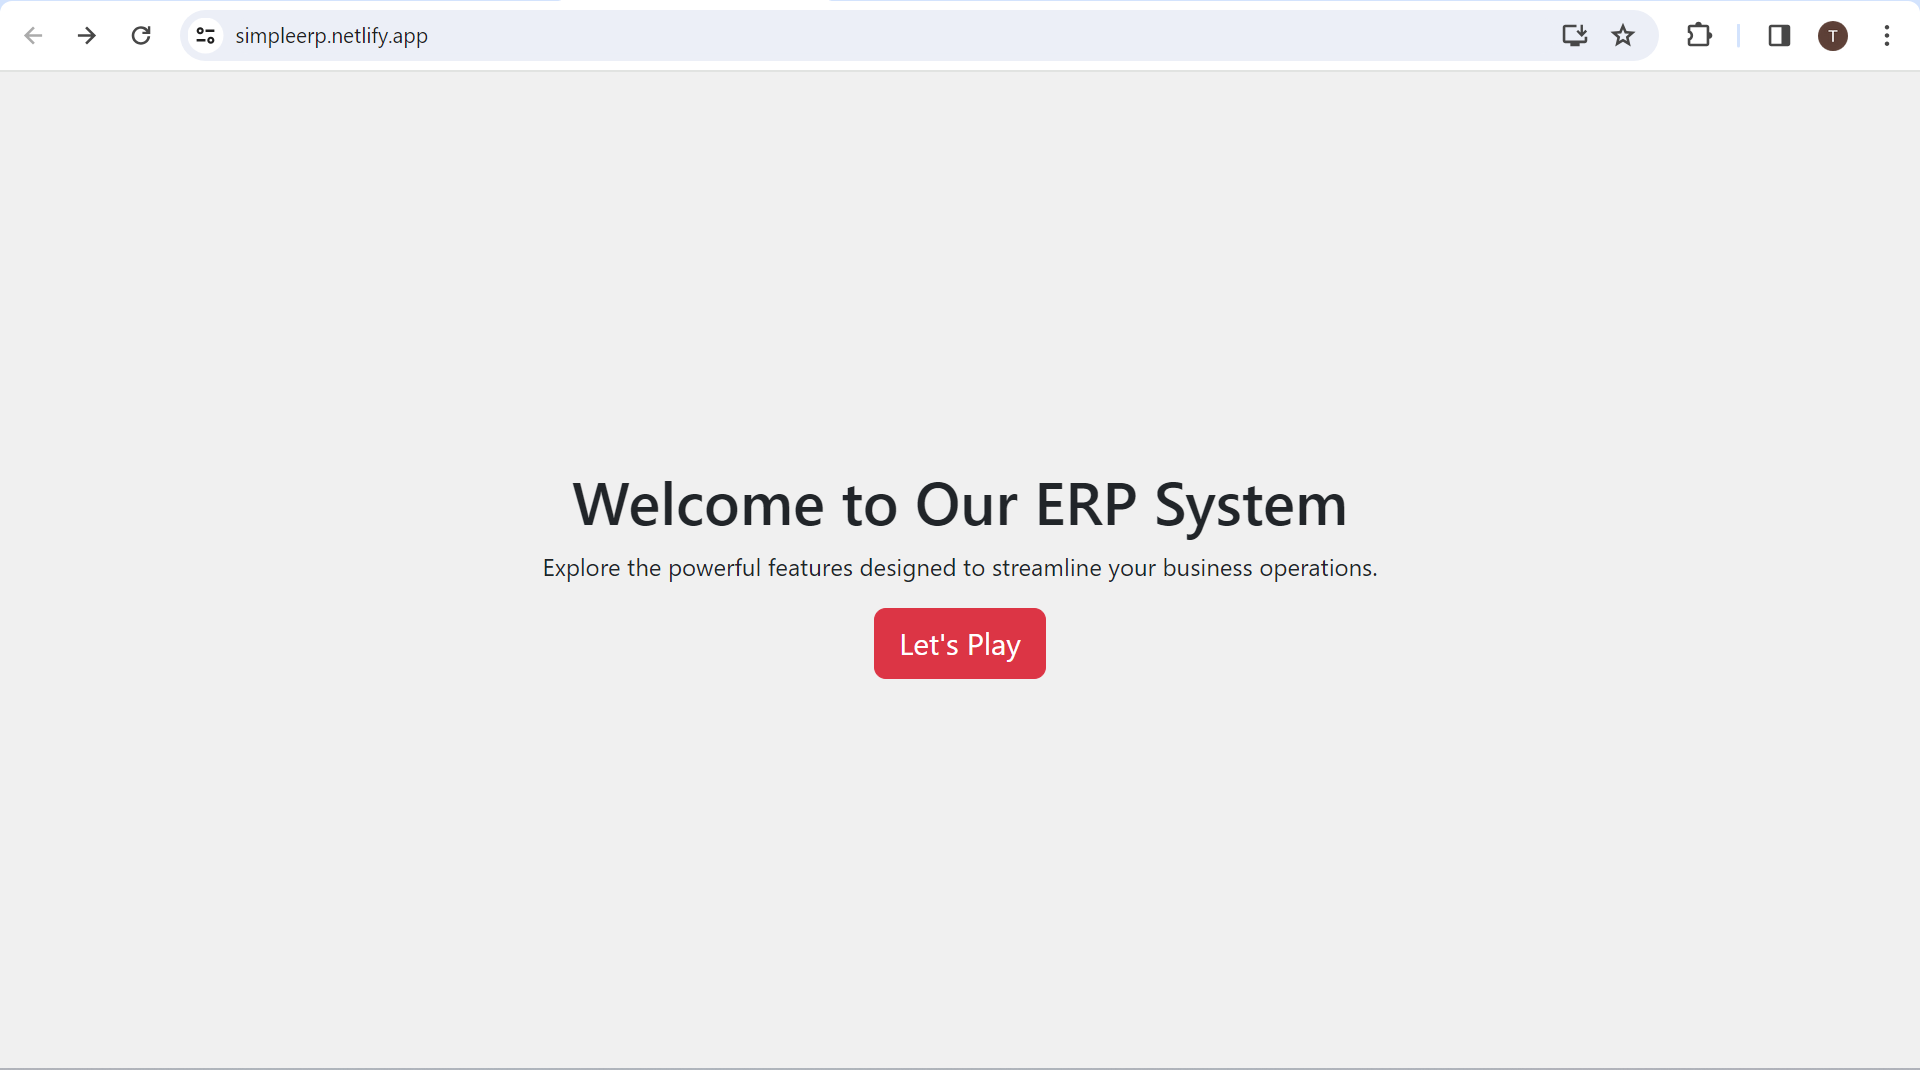 simpleerp.netlify.app
T
Welcome to Our ERP System
Explore the powerful features designed to streamline your business operations.
Let's Play